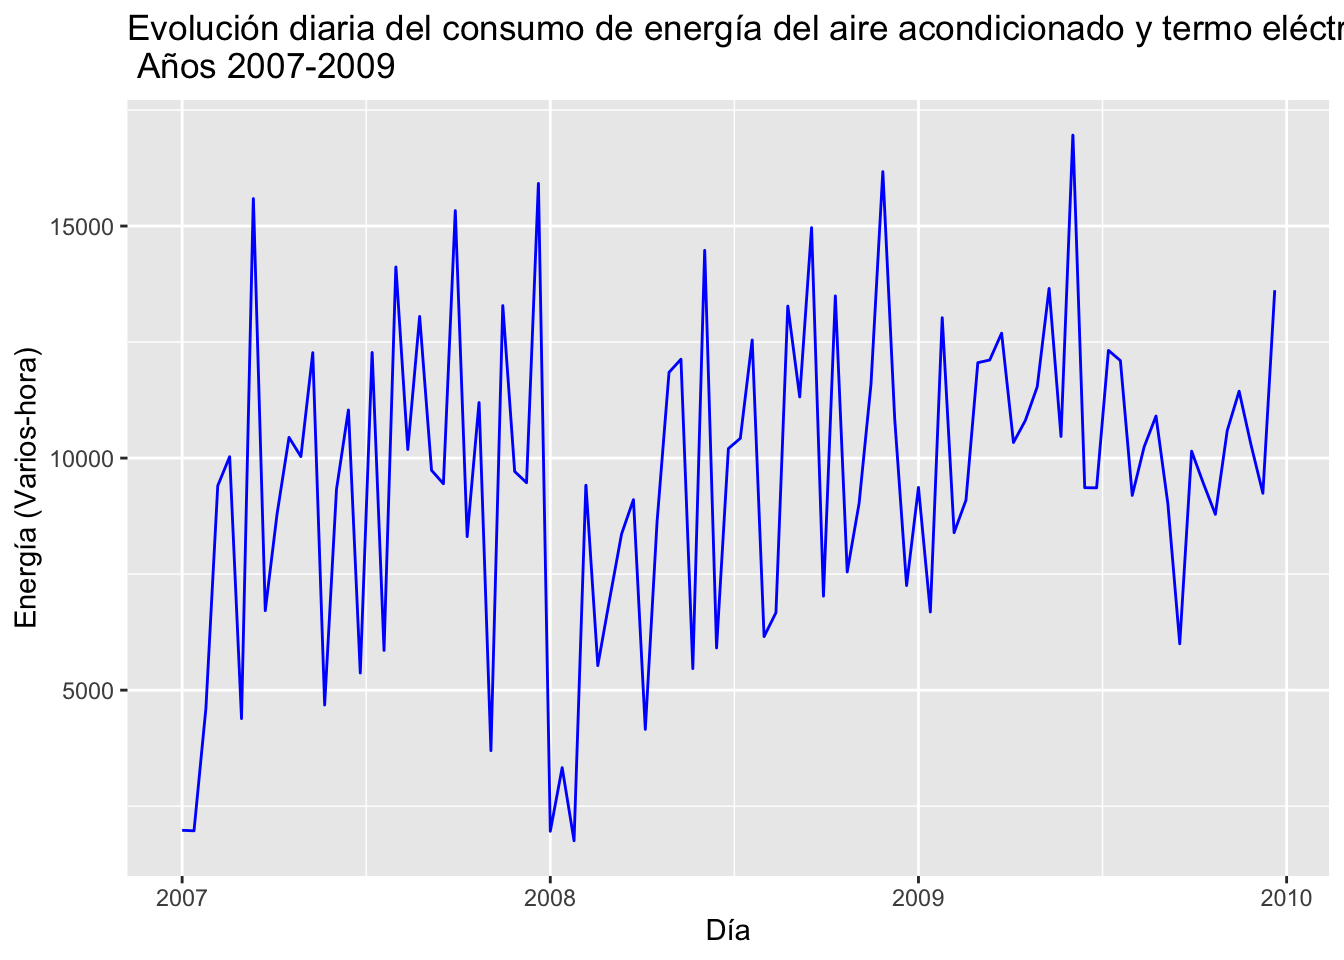 Evolución diaria del consumo de energía del aire acondicionado y termo eléctr
Años 2007-2009
Energía (Varios-hora)
15000
10000
5000
2007
2008
2009
2010
Día